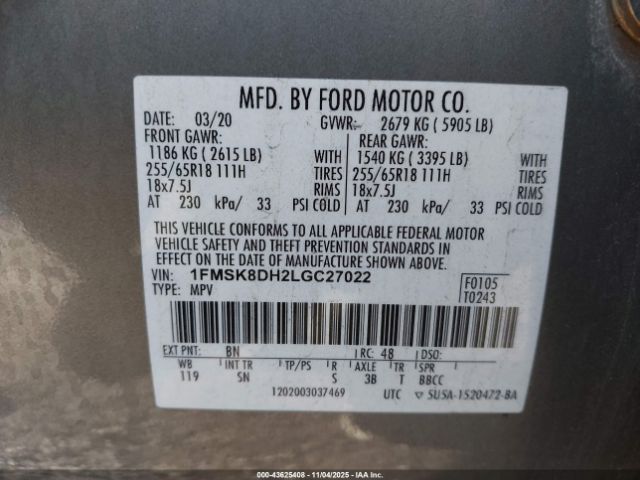 MFD. BY FORD MOTOR CO.
DATE: 03/20 GVWR: 2679 KG ( 5905 LB)
FRONT GAWR: REAR GAWR:
1186 KG ( 2615 LB) WITH 1540 KG ( 3395 LB) WITH
255/65R18 111H TIRES 255/65R18 111H TIRES
18x7.5J RIMS 18x7.5J RIMS
AT 230 kPa/ 33 PSI COLD AT 230 kPa/ 33 PSI COLD
THIS VEHICLE CONFORMS TO ALL APPLICABLE FEDERAL MOTOR
VEHICLE SAFETY AND THEFT PREVENTION STANDARDS IN
EFFECT ON THE DATE OF MANUFACTURE SHOWN ABOVE.
VIN: 1FMSK8DH2LGC27022 F0105
TYPE: MPV T0243
EXT PNT: BN RC: 48 DSO:
WB INT TR TP/PS R AXLE TR SPR
119 SN S 3B T BBCC
1202003037469 UTC ▽ 5U5A-1520472-BA
© IAA
00-43625408 - 11/04/2025 - © IAA, Inc.